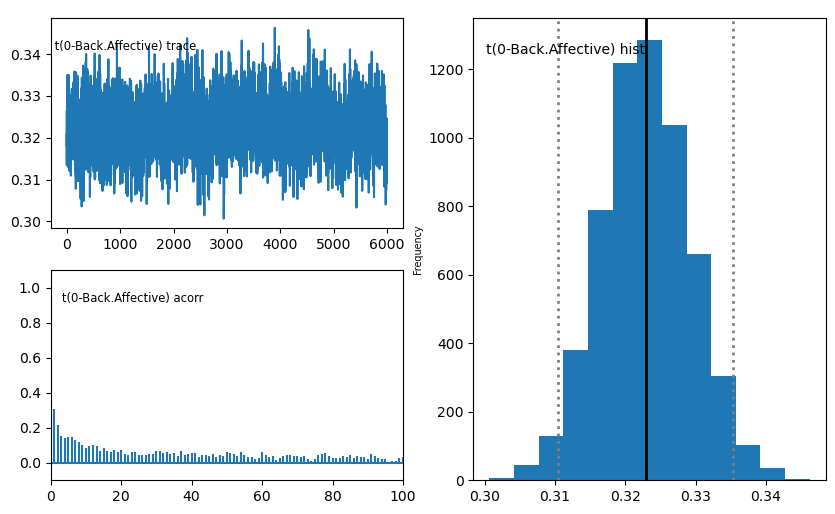 t(0-Back.Affective) trace
0.34
0.33
0.32
0.31
0.30
0 1000 2000 3000 4000 5000 6000
t(0-Back.Affective) acorr
1.0
0.8
0.6
0.4
0.2
0.0
0 20 40 60 80 100
t(0-Back.Affective) hist
Frequency
1200
1000
800
600
400
200
0
0.30 0.31 0.32 0.33 0.34